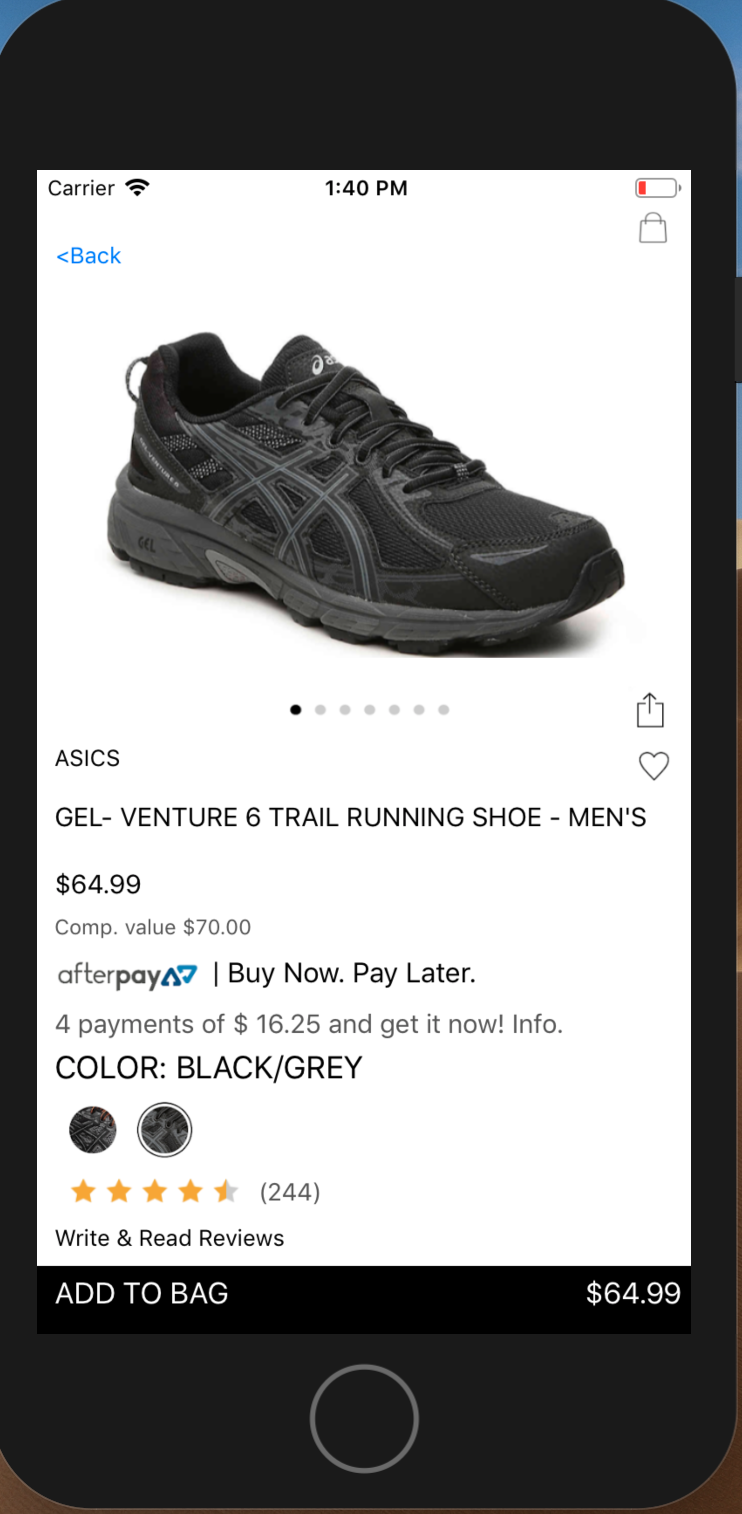 Carrier 1:40 PM
<Back
GEL
ASICS
GEL- VENTURE 6 TRAIL RUNNING SHOE - MEN'S
$64.99
Comp. value $70.00
afterpay | Buy Now. Pay Later.
4 payments of $ 16.25 and get it now! Info.
COLOR: BLACK/GREY
(244)
Write & Read Reviews
ADD TO BAG $64.99